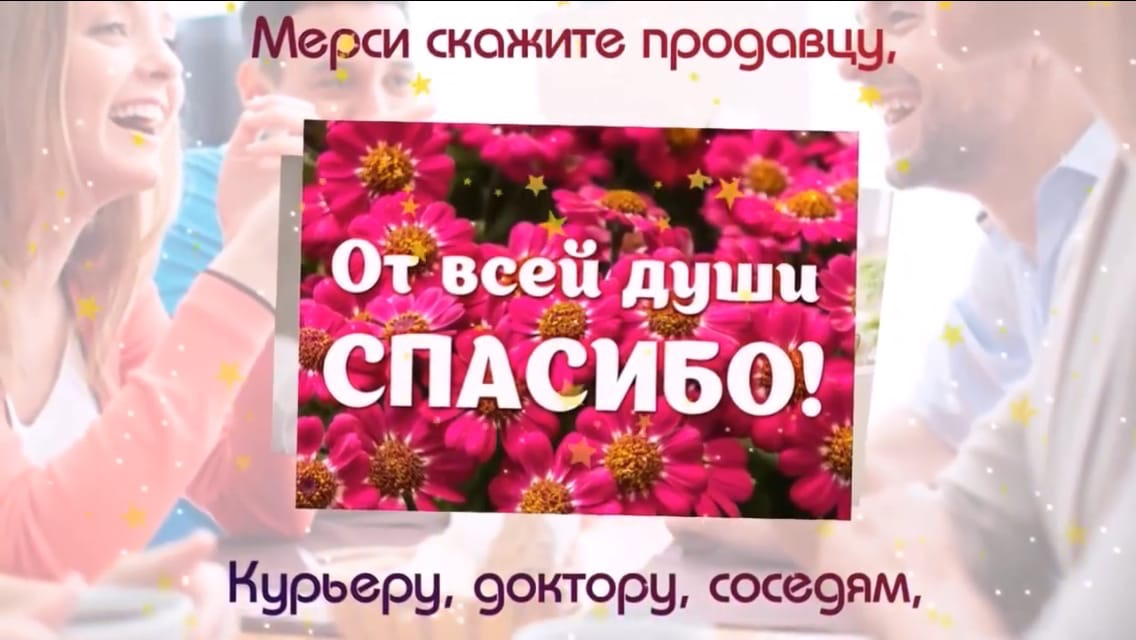 Мерси скажите продавцу,
От всей души
СПАСИБО!
Курьеру, доктору, соседям,